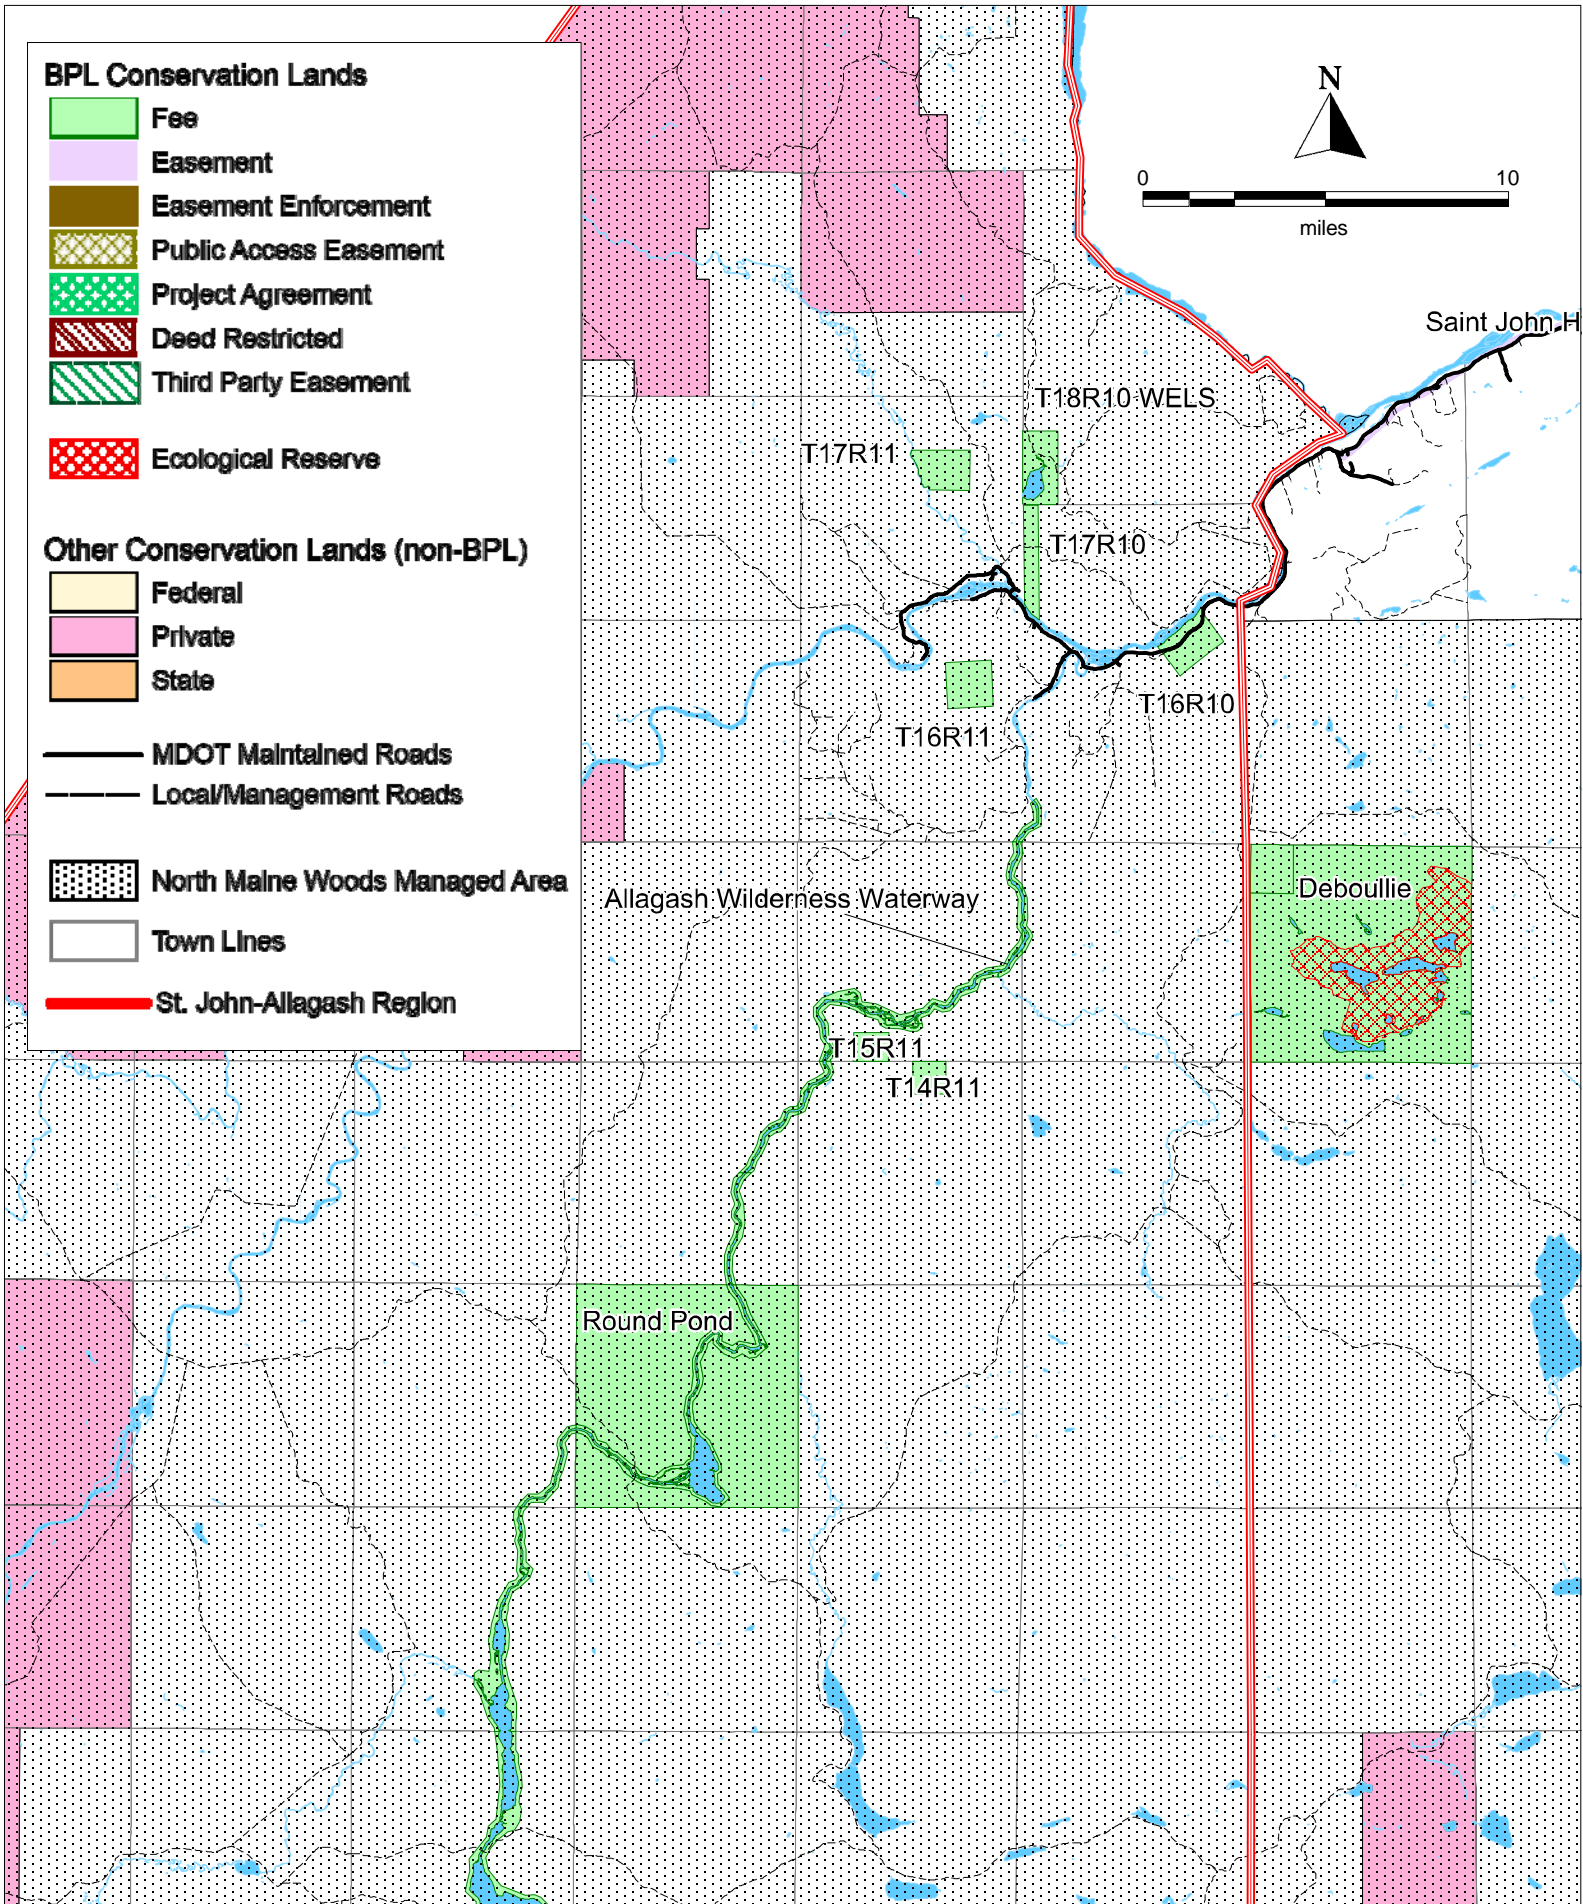 BPL Conservation Lands
Fee
Easement
Easement Enforcement
Public Access Easement
Project Agreement
Deed Restricted
Third Party Easement
Ecological Reserve
Other Conservation Lands (non-BPL)
Federal
Private
State
MDOT Maintained Roads
Local/Management Roads
North Maine Woods Managed Area
Town Lines
St. John-Allagash Region
N
0 10
miles
Saint John H
T18R10 WELS
T17R11
T17R10
T16R10
T16R11
Allagash Wilderness Waterway
Deboullie
T15R11
T14R11
Round Pond